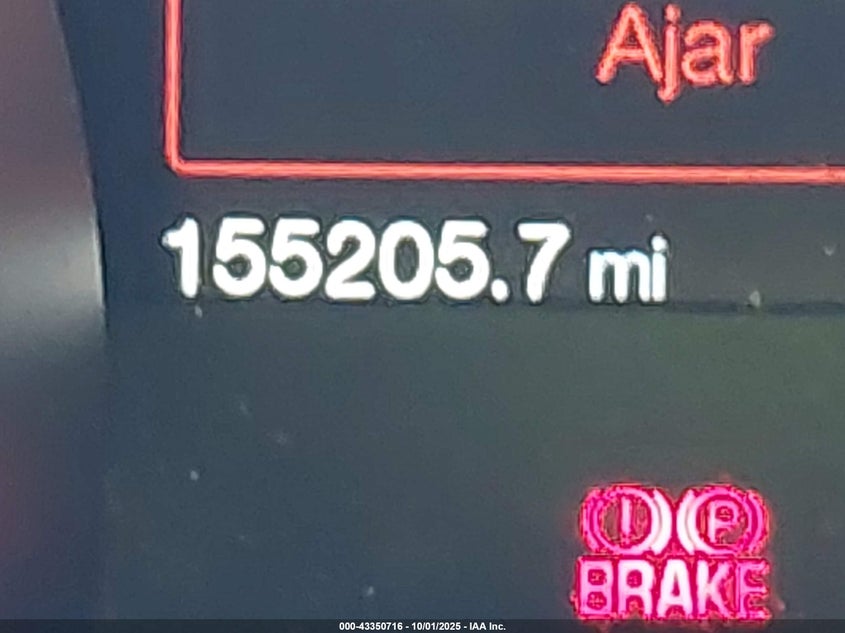 Ajar
155205.7 mi
(!) (P)
BRAKE
000-43350716 - 10/01/2025 - IAA Inc.